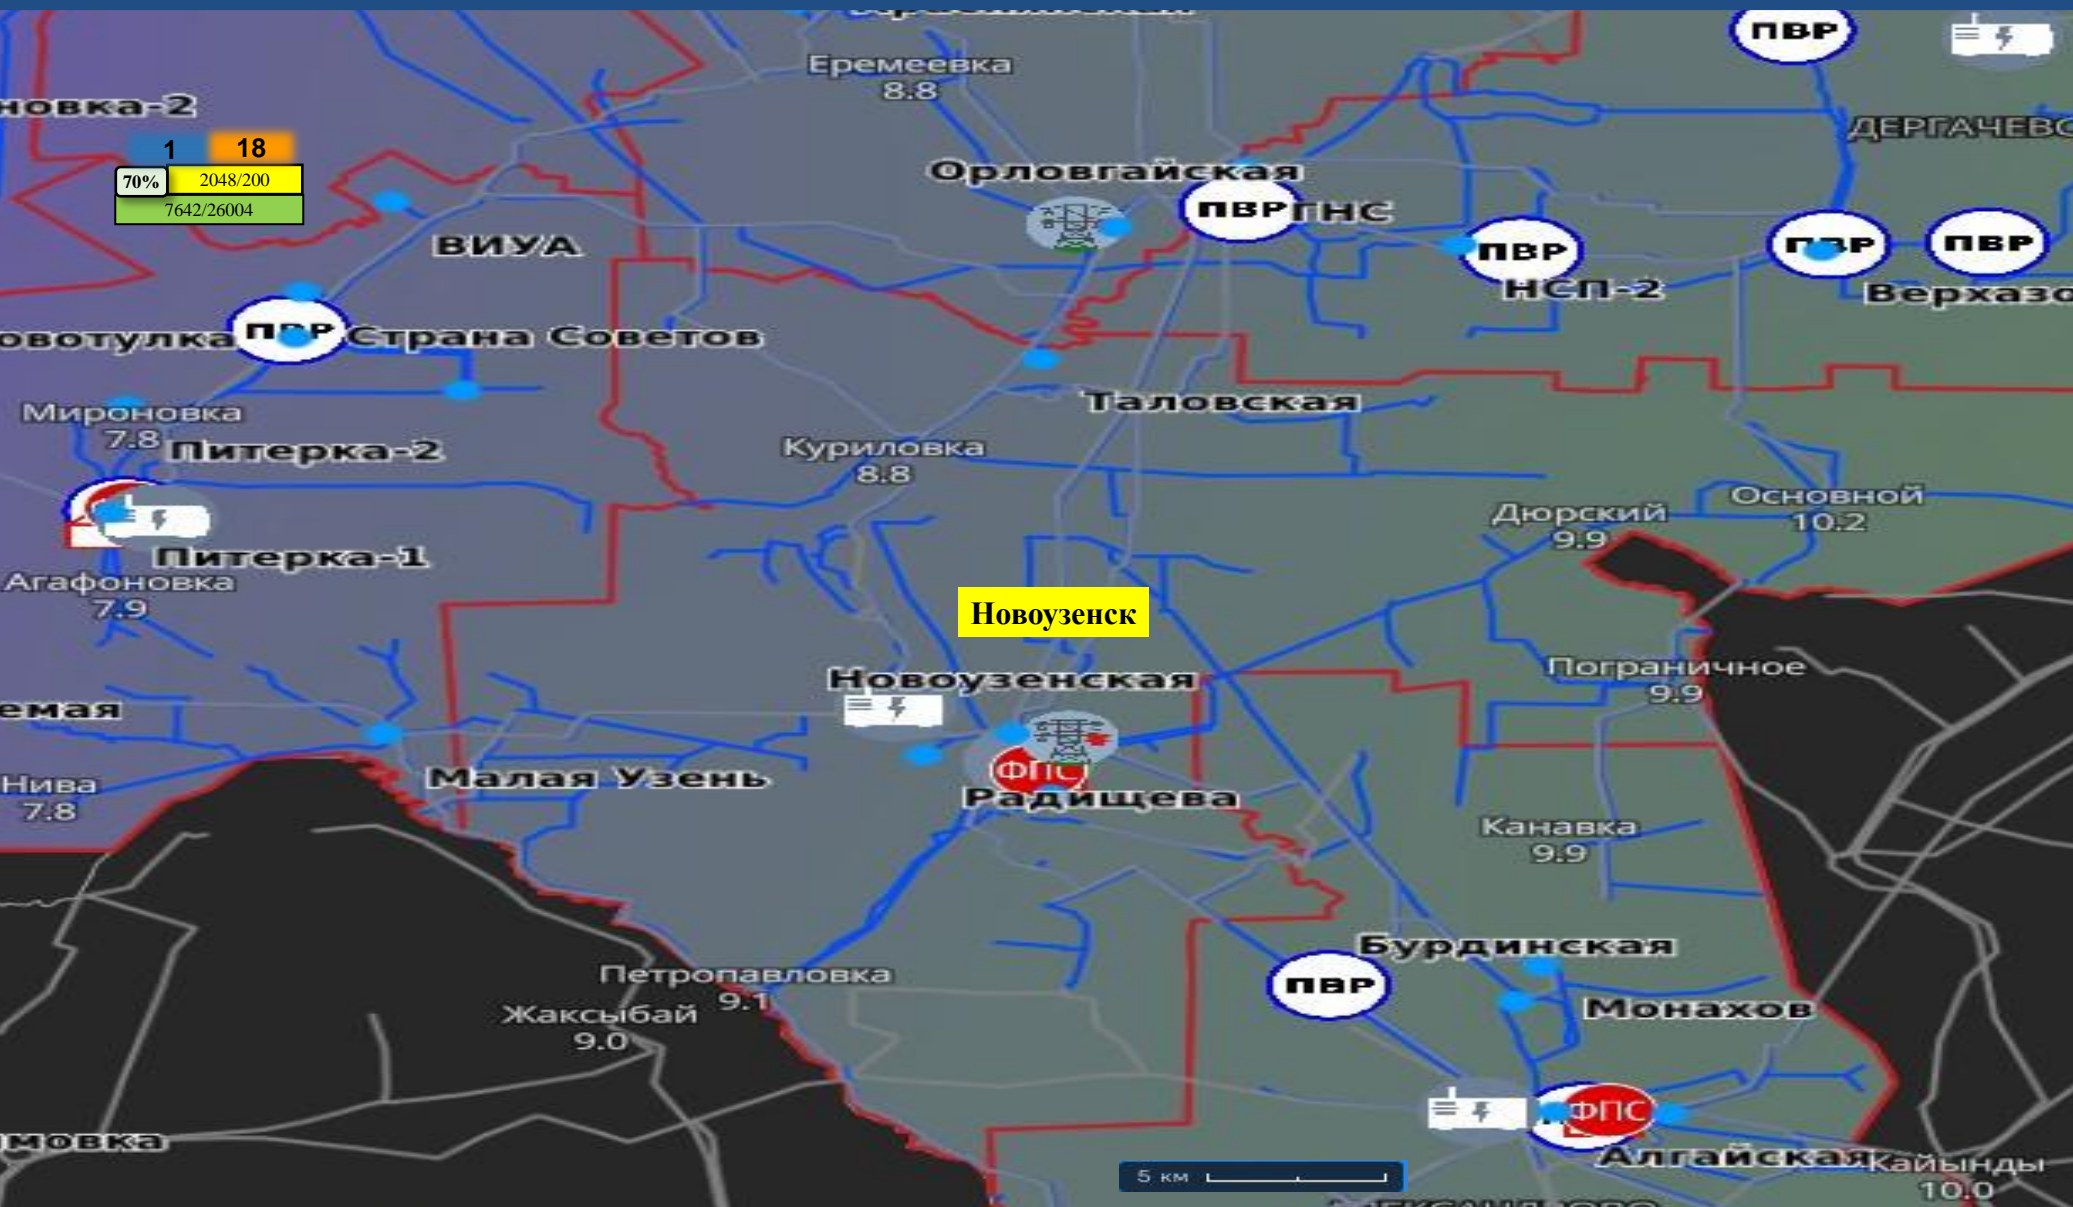 ПВР
Еремеевка
8.8
новка-2
ДЕРГАЧЕВС
1 18
70% 2048/200
7642/26004
Орловгайская
ПВР ГНС
ВИУА
ПВР
ПВР
ПВР
НСП-2
Верхазо
овотулка
ПВР
Страна Советов
Таловская
Мироновка
7.8
Питерка-2
Куриловка
8.8
Основной
10.2
Дюрский
9.9
Питерка-1
Агафоновка
7.9
Новоузенск
Новоузенская
Пограничное
9.9
емая
Малая Узень
ФПС
Нива
7.8
Радищева
Канавка
9.9
Бурдинская
Петропавловка
9.1
ПВР
Жаксыбай
9.0
Монахов
ФПС
мовка
Алгайская
Кайынды
10.0
5 км